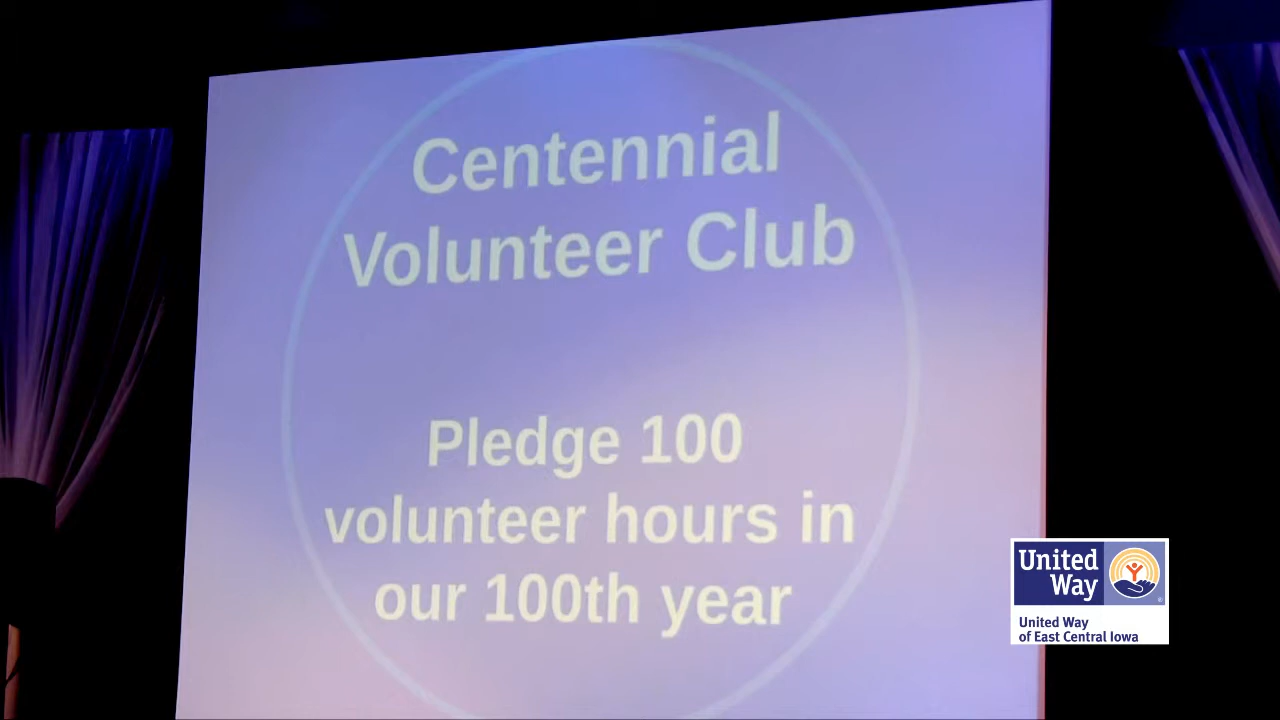 Centennial
Volunteer Club
Pledge 100
volunteer hours in
our 100th year
United
Way
United Way
of East Central Iowa